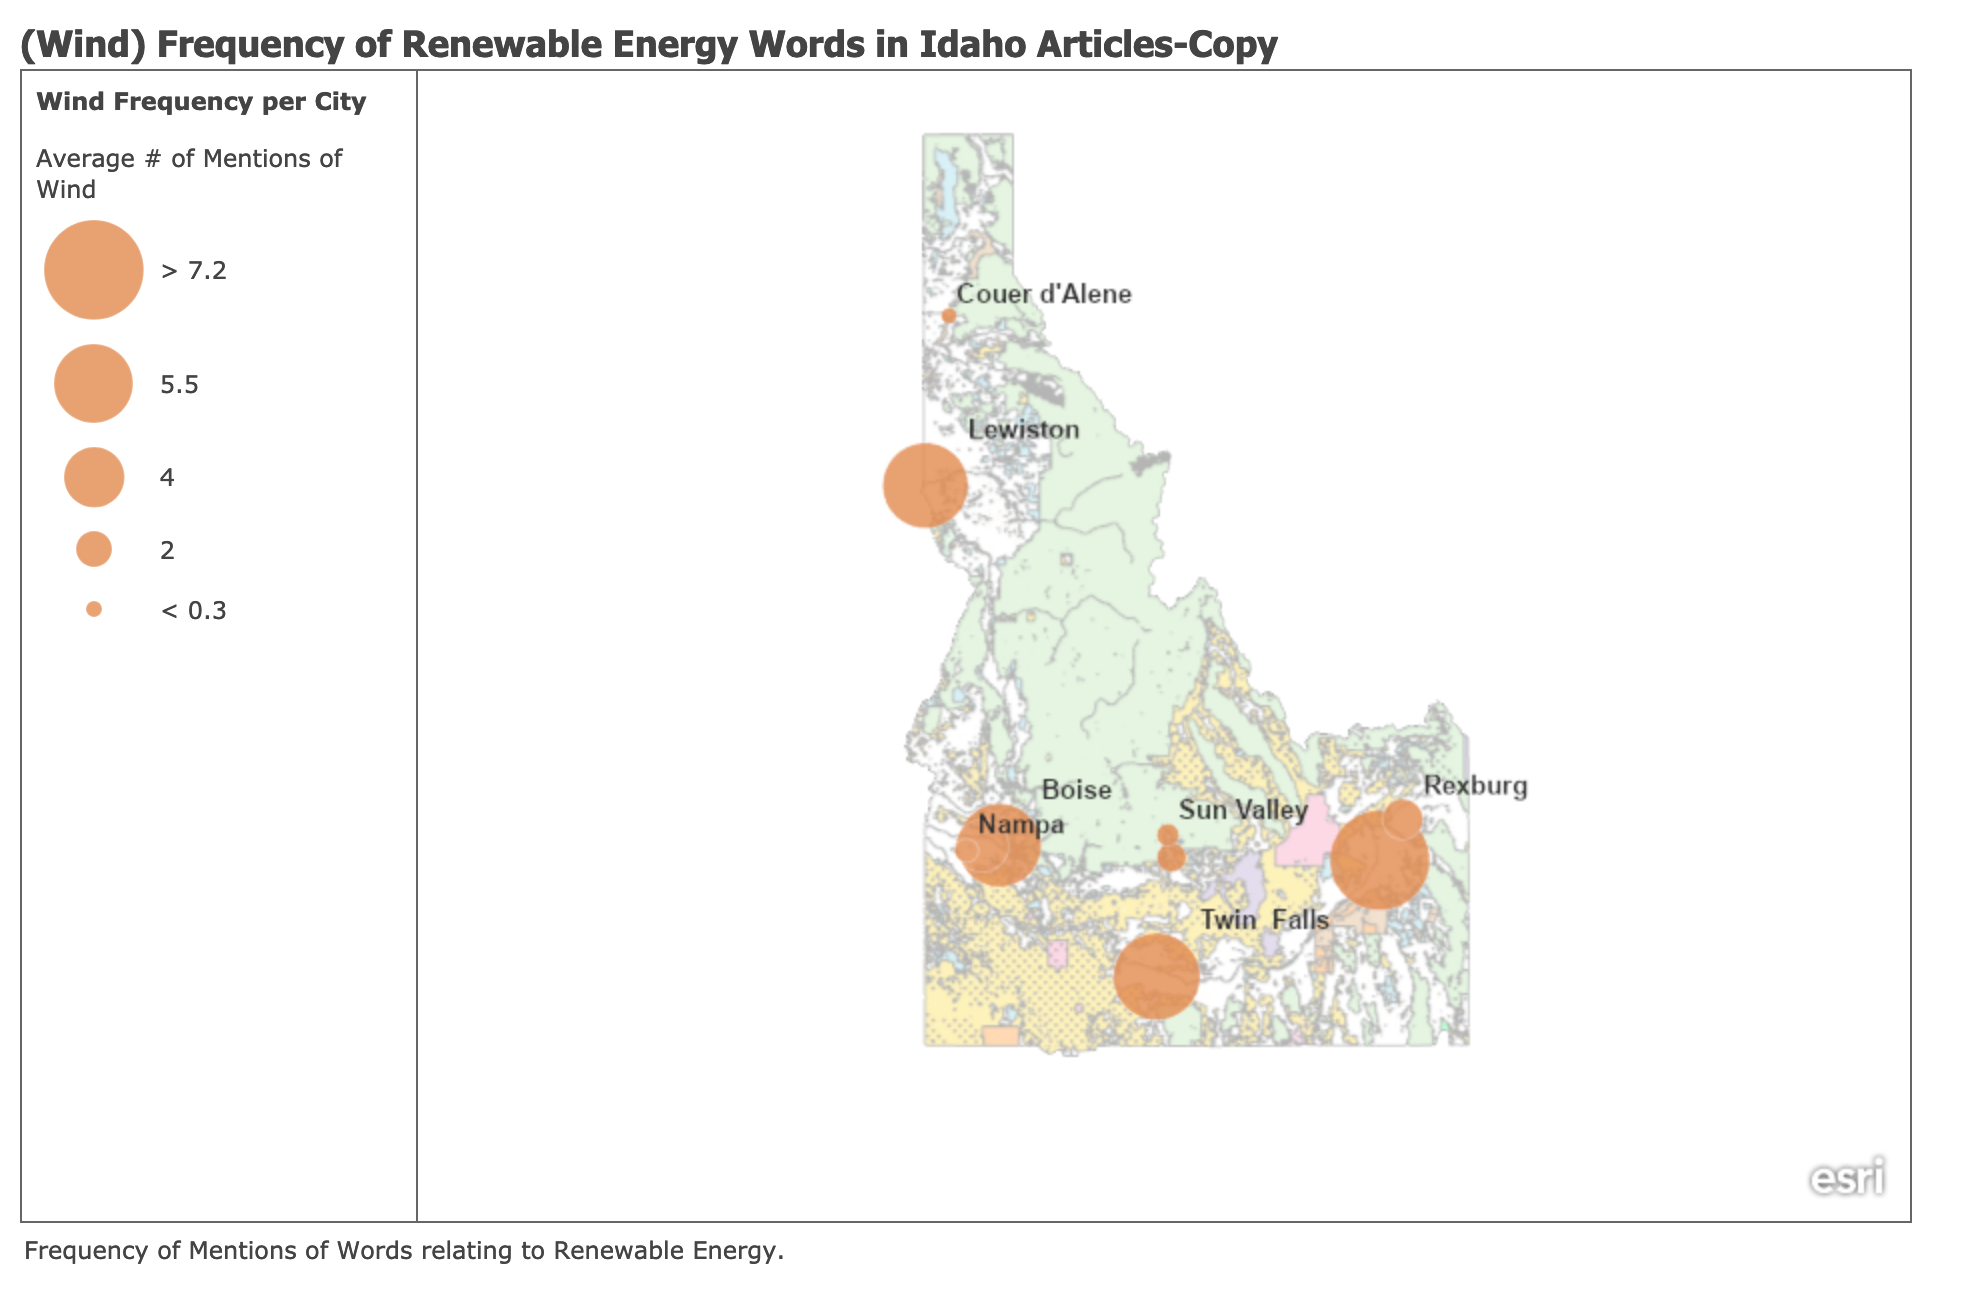 (Wind) Frequency of Renewable Energy Words in Idaho Articles-Copy
Wind Frequency per City
Average # of Mentions of
Wind
> 7.2
5.5
4
2
< 0.3
Couer d'Alene
Lewiston
Boise
Nampa
Sun Valley
Rexburg
Twin Falls
esri
Frequency of Mentions of Words relating to Renewable Energy.